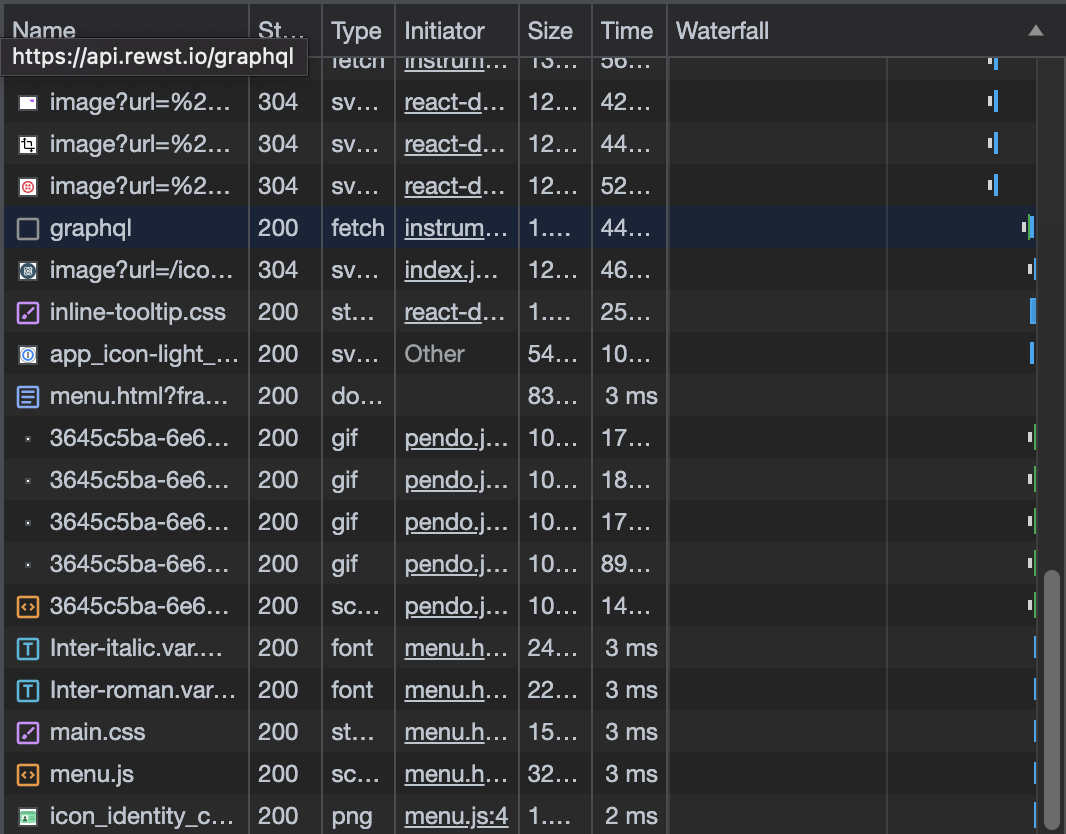 Name St... Type Initiator Size Time Waterfall
https://api.rewst.io/graphql
fetch instrum... 13... 56...
image?url=%2... 304 sv... react-d... 12... 42...
image?url=%2... 304 sv... react-d... 12... 44...
image?url=%2... 304 sv... react-d... 12... 52...
graphql 200 fetch instrum... 1.... 44...
image?url=/ico... 304 sv... index.j... 12... 46...
inline-tooltip.css 200 st... react-d... 1.... 25...
app_icon-light_... 200 sv... Other 54... 10...
menu.html?fra... 200 do... 83... 3 ms
3645c5ba-6e6... 200 gif pendo.j... 10... 17...
3645c5ba-6e6... 200 gif pendo.j... 10... 18...
3645c5ba-6e6... 200 gif pendo.j... 10... 17...
3645c5ba-6e6... 200 gif pendo.j... 10... 89...
3645c5ba-6e6... 200 sc... pendo.j... 10... 14...
Inter-italic.var.... 200 font menu.h... 24... 3 ms
Inter-roman.var... 200 font menu.h... 22... 3 ms
main.css 200 st... menu.h... 15... 3 ms
menu.js 200 sc... menu.h... 32... 3 ms
icon_identity_c... 200 png menu.js:4 1.... 2 ms